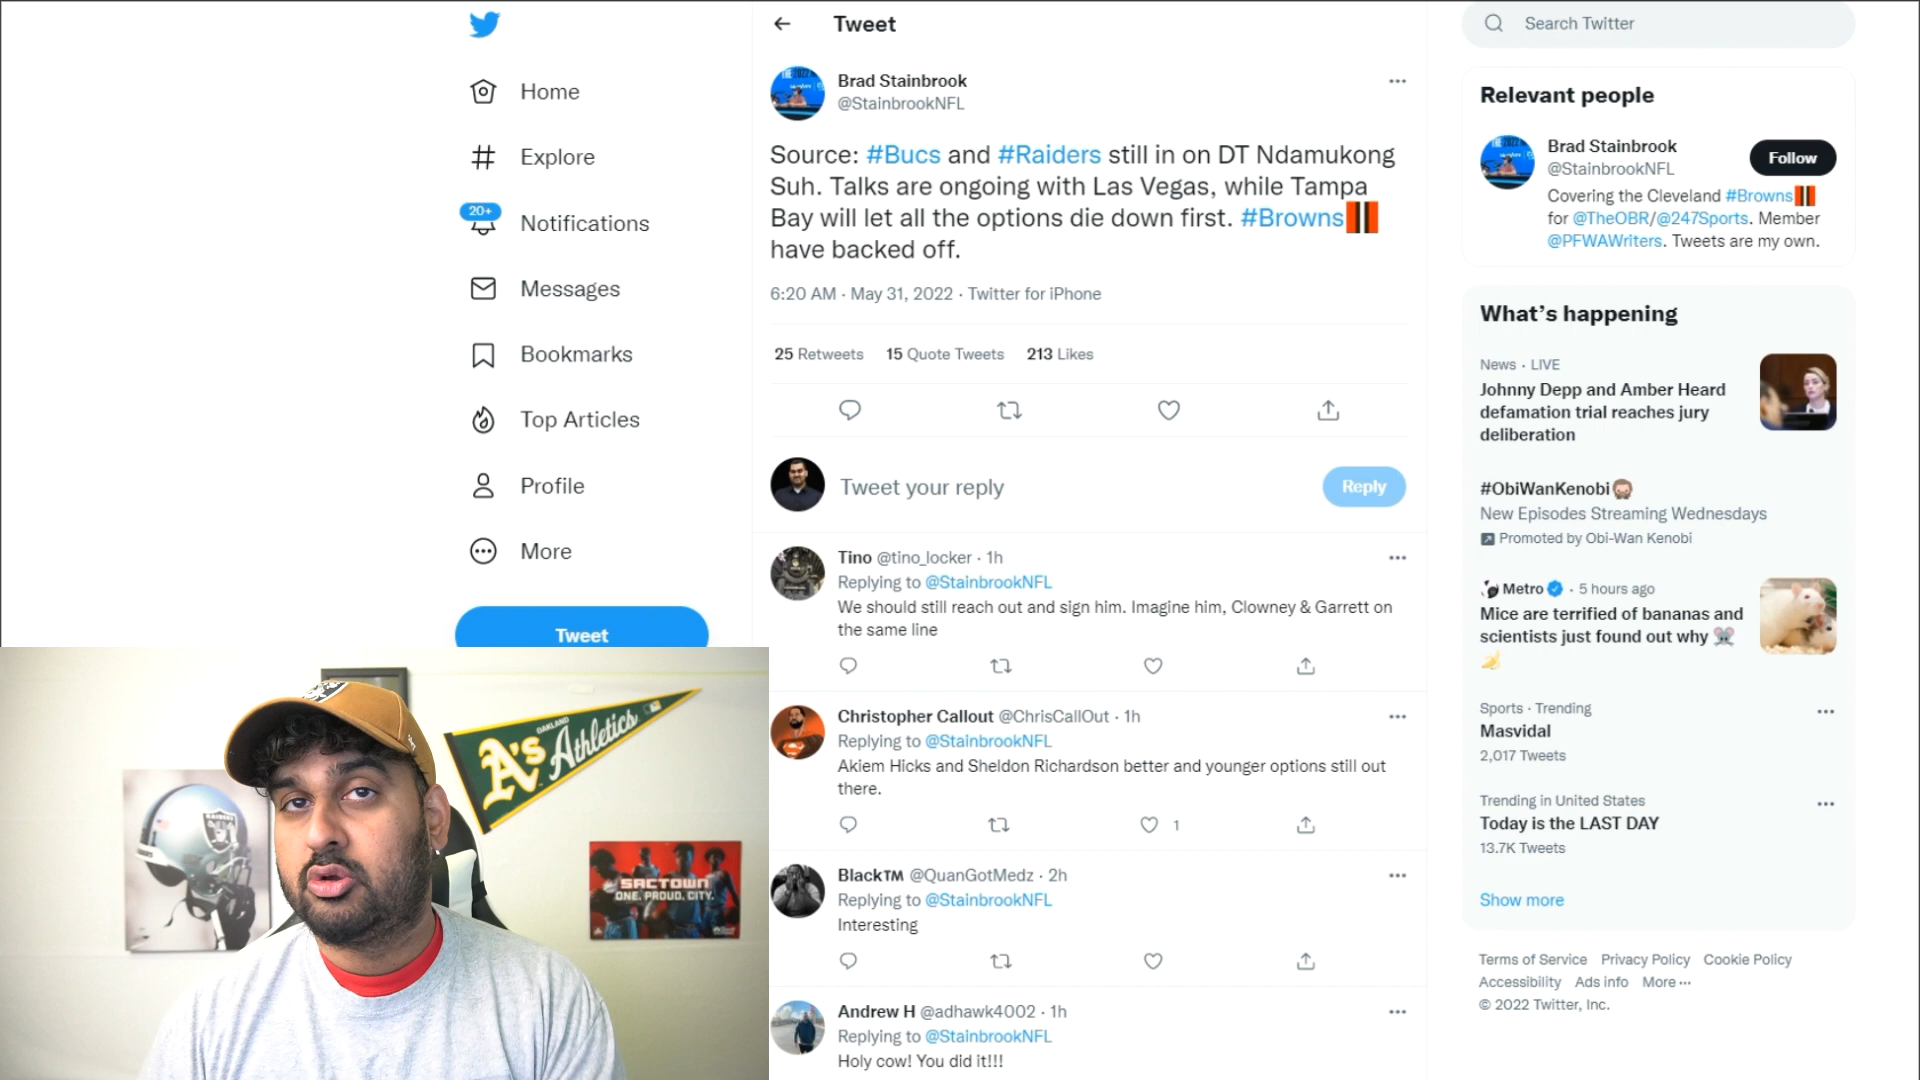 Home
Explore
20+
Notifications
Messages
Bookmarks
Top Articles
Profile
More
Tweet
Tweet
Brad Stainbrook
@StainbrookNFL
Source: #Bucs and #Raiders still in on DT Ndamukong
Suh. Talks are ongoing with Las Vegas, while Tampa
Bay will let all the options die down first. #Browns
have backed off.
6:20 AM · May 31, 2022 · Twitter for iPhone
25 Retweets 15 Quote Tweets 213 Likes
Tweet your reply
Reply
Tino @tino_locker · 1h
Replying to @StainbrookNFL
We should still reach out and sign him. Imagine him, Clowney & Garrett on
the same line
Christopher Callout @ChrisCallOut · 1h
Replying to @StainbrookNFL
Akiem Hicks and Sheldon Richardson better and younger options still out
there.
1
Black™ @QuanGotMedz · 2h
Replying to @StainbrookNFL
Interesting
Andrew H @adhawk4002 · 1h
Replying to @StainbrookNFL
Holy cow! You did it!!!
Search Twitter
Relevant people
Brad Stainbrook
@StainbrookNFL
Follow
Covering the Cleveland #Browns
for @TheOBR/@247Sports. Member
@PFWAWriters. Tweets are my own.
What's happening
News · LIVE
Johnny Depp and Amber Heard
defamation trial reaches jury
deliberation
#ObiWanKenobi
New Episodes Streaming Wednesdays
Promoted by Obi-Wan Kenobi
Metro · 5 hours ago
Mice are terrified of bananas and
scientists just found out why
Sports · Trending
Masvidal
2,017 Tweets
Trending in United States
Today is the LAST DAY
13.7K Tweets
Show more
Terms of Service Privacy Policy Cookie Policy
Accessibility Ads info More ···
© 2022 Twitter, Inc.
OAKLAND
A's Athletics
RAIDERS
SACTOWN
ONE. PROUD. CITY.